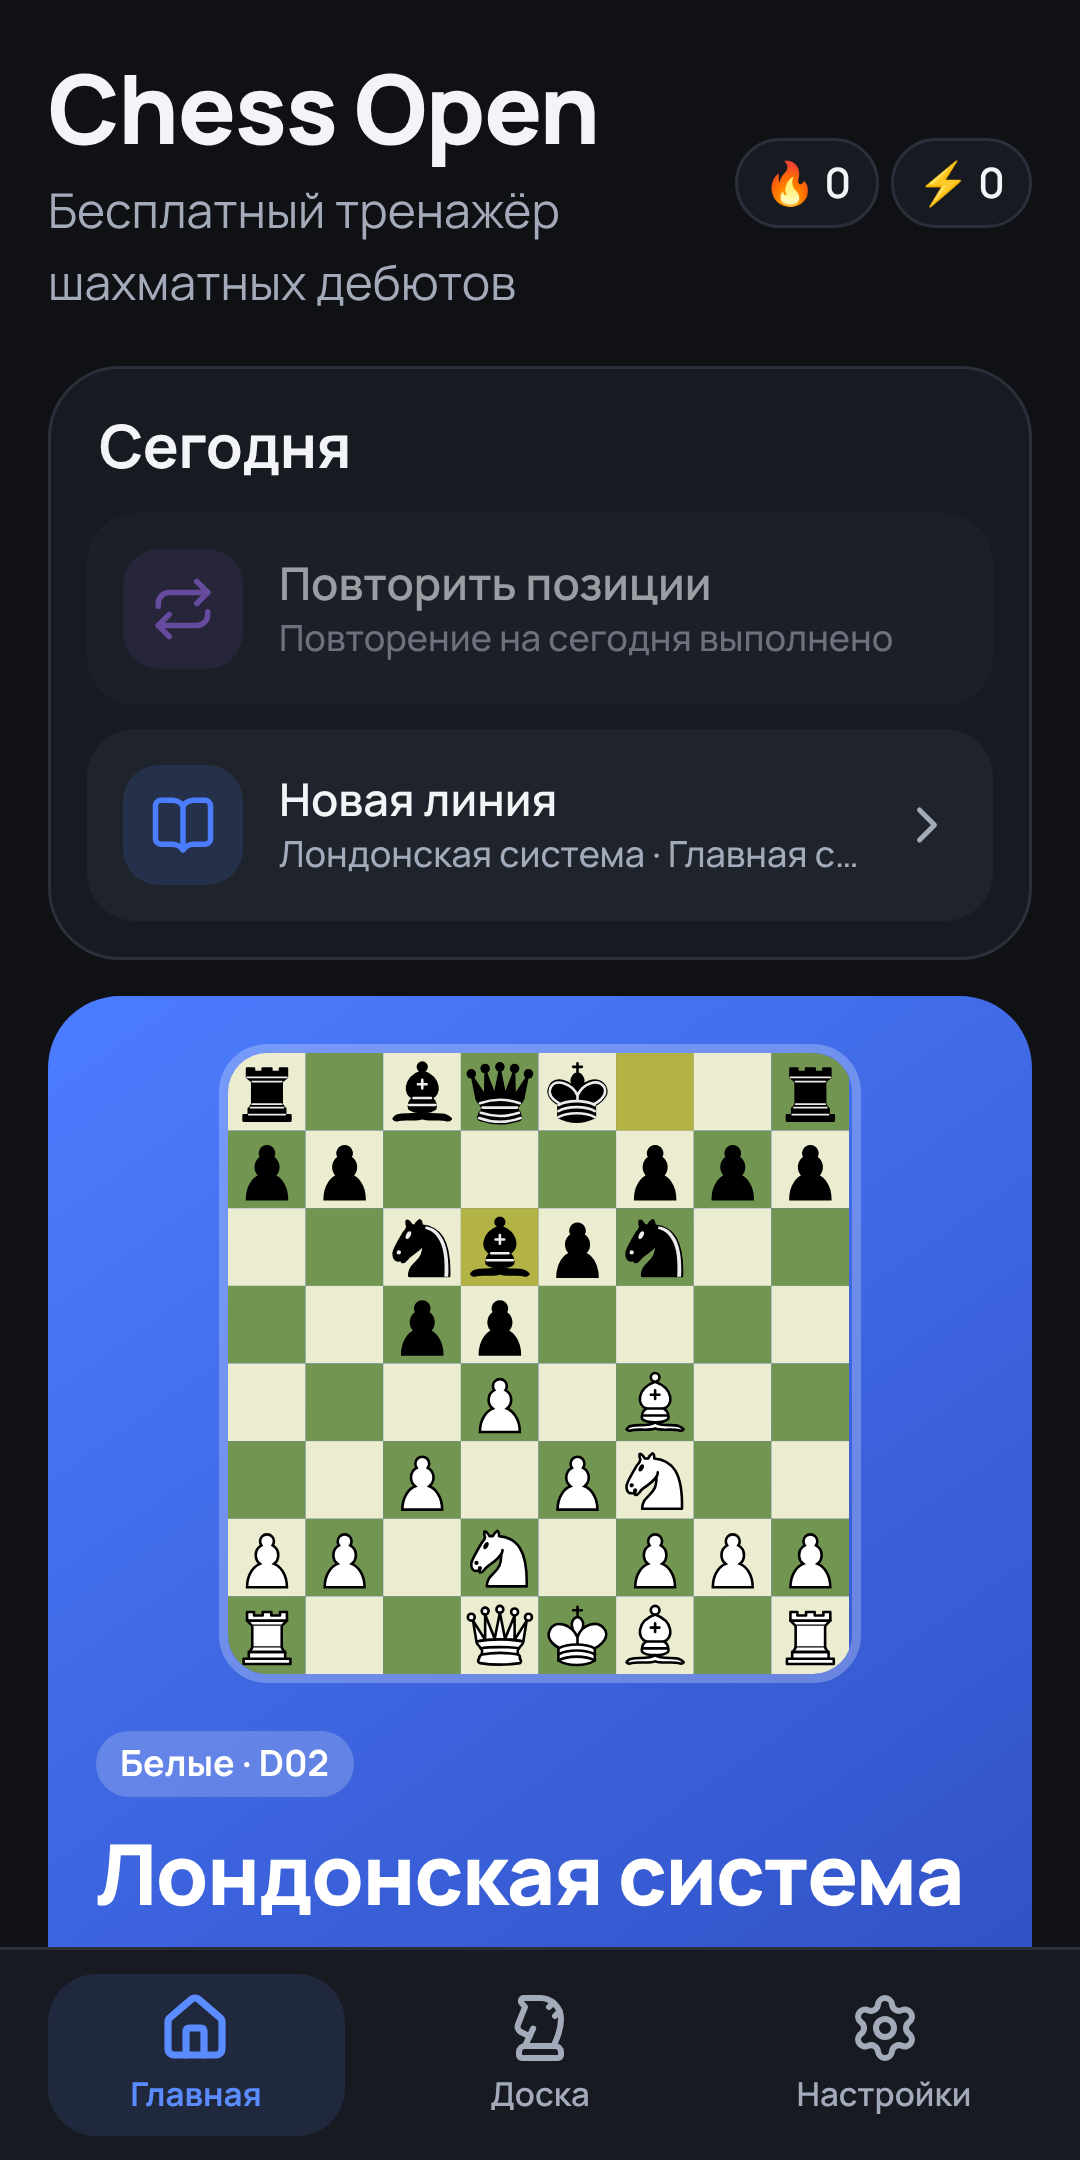 Chess Open
Бесплатный тренажёр
шахматных дебютов
🔥 0
⚡ 0
Сегодня
Повторить позиции
Повторение на сегодня выполнено
Новая линия
Лондонская система · Главная с...
Белые · D02
Лондонская система
Главная
Доска
Настройки